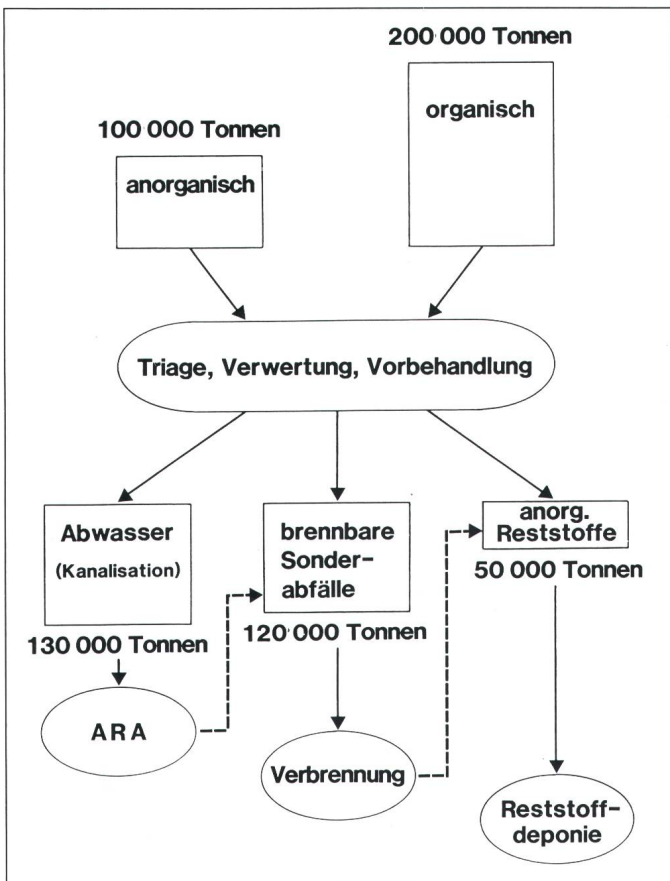 200 000 Tonnen
organisch
100 000 Tonnen
anorganisch
Triage, Verwertung, Vorbehandlung
Abwasser
(Kanalisation)
130 000 Tonnen
ARA
brennbare
Sonder-
abfälle
120 000 Tonnen
Verbrennung
anorg.
Reststoffe
50 000 Tonnen
Reststoff-
deponie